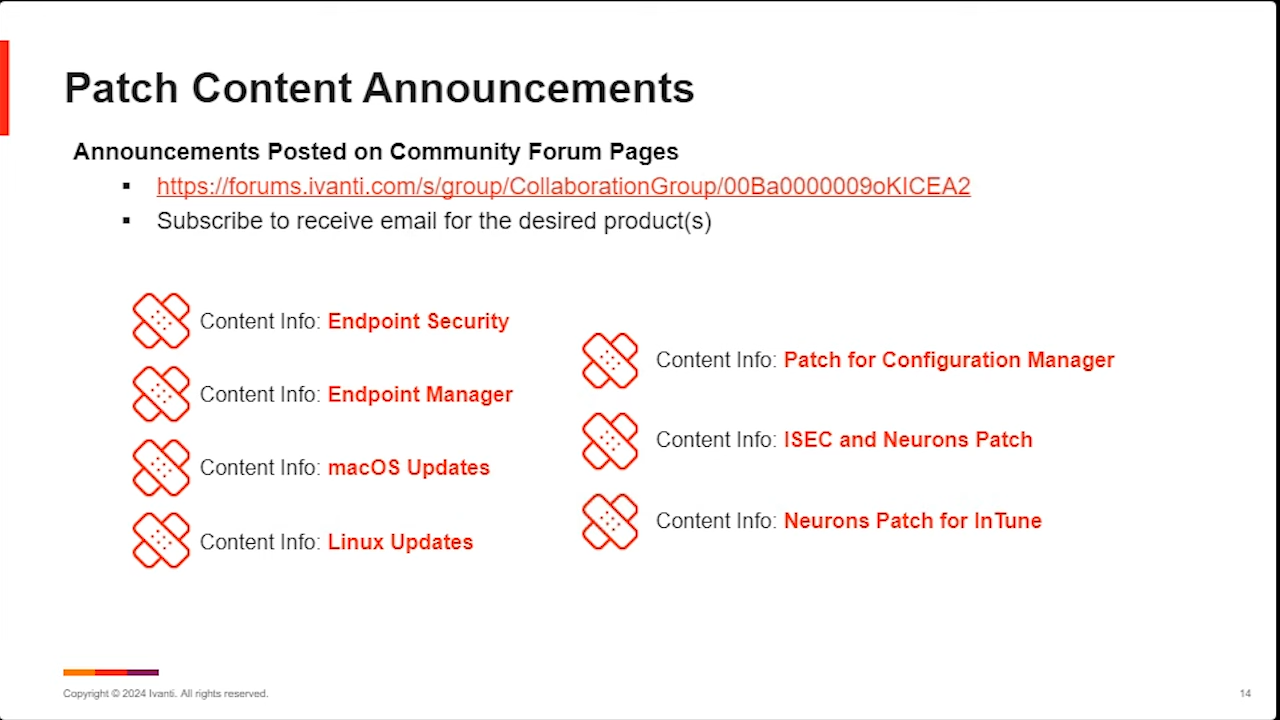 Patch Content Announcements
Announcements Posted on Community Forum Pages
▪ https://forums.ivanti.com/s/group/CollaborationGroup/00Ba0000009oKICEA2
▪ Subscribe to receive email for the desired product(s)
Content Info: Endpoint Security
Content Info: Endpoint Manager
Content Info: macOS Updates
Content Info: Linux Updates
Content Info: Patch for Configuration Manager
Content Info: ISEC and Neurons Patch
Content Info: Neurons Patch for InTune
Copyright © 2024 Ivanti. All rights reserved.
14